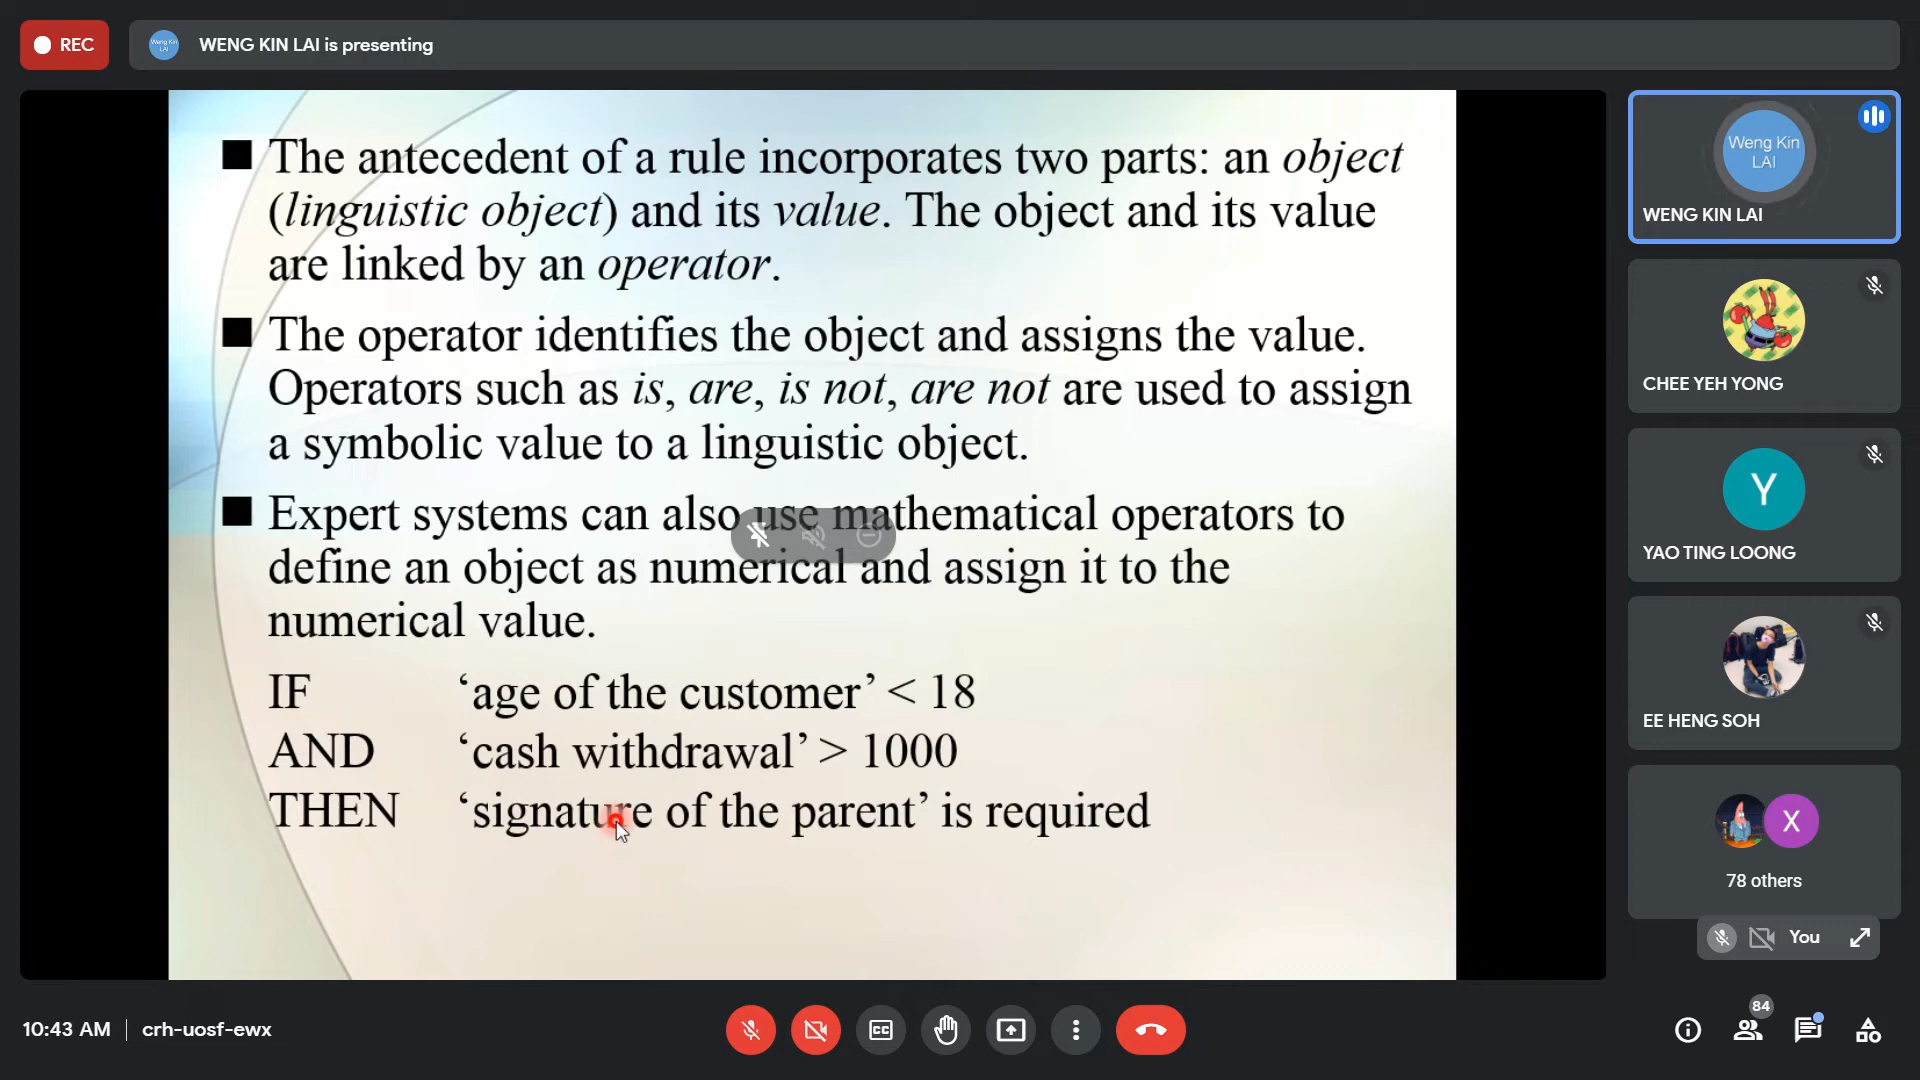 REC
Weng Kin
LAI
WENG KIN LAI is presenting
■ The antecedent of a rule incorporates two parts: an object
(linguistic object) and its value. The object and its value
are linked by an operator.
■ The operator identifies the object and assigns the value.
Operators such as is, are, is not, are not are used to assign
a symbolic value to a linguistic object.
■ Expert systems can also use mathematical operators to
define an object as numerical and assign it to the
numerical value.
IF ‘age of the customer’ < 18
AND ‘cash withdrawal’ > 1000
THEN ‘signature of the parent’ is required
Weng Kin
LAI
WENG KIN LAI
CHEE YEH YONG
Y
YAO TING LOONG
EE HENG SOH
X
78 others
You
10:43 AM | crh-uosf-ewx
CC
84